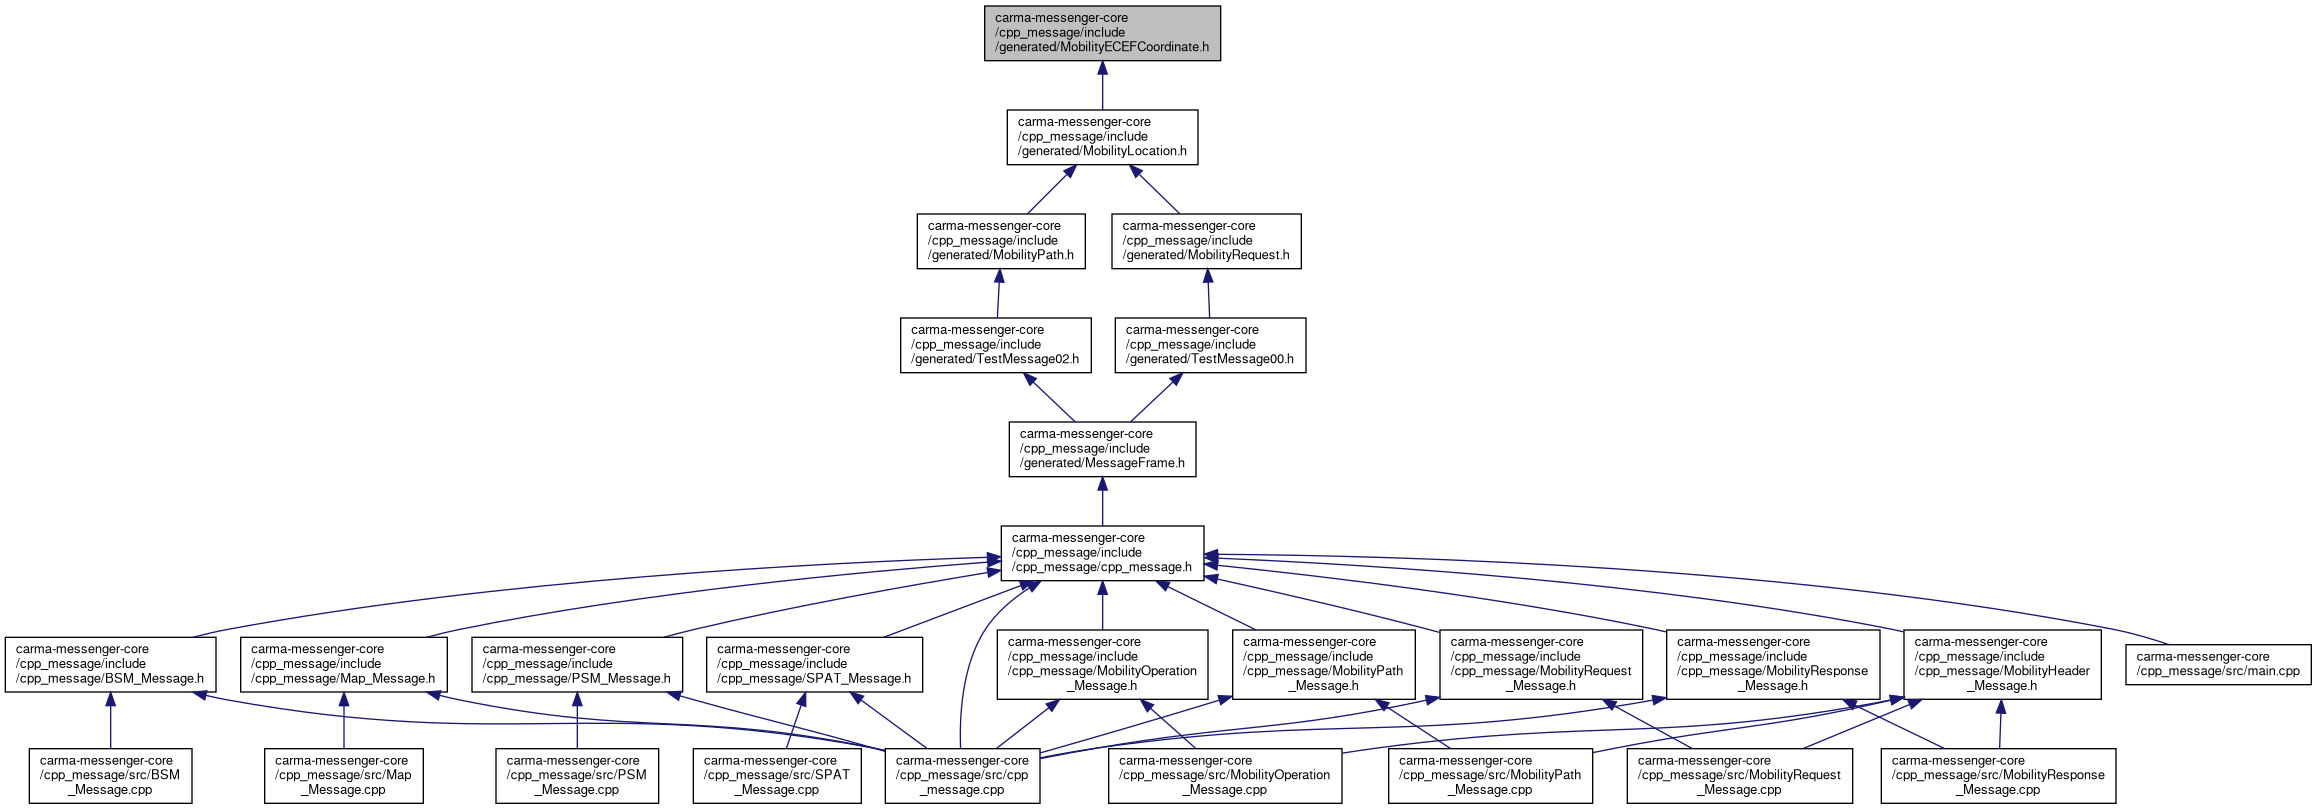 carma-messenger-core
/cpp_message/include
/generated/MobilityECEFCoordinate.h
carma-messenger-core
/cpp_message/include
/generated/MobilityLocation.h
carma-messenger-core
/cpp_message/include
/generated/MobilityPath.h
carma-messenger-core
/cpp_message/include
/generated/MobilityRequest.h
carma-messenger-core
/cpp_message/include
/generated/TestMessage02.h
carma-messenger-core
/cpp_message/include
/generated/TestMessage00.h
carma-messenger-core
/cpp_message/include
/generated/MessageFrame.h
carma-messenger-core
/cpp_message/include
/cpp_message/cpp_message.h
carma-messenger-core
/cpp_message/include
/cpp_message/BSM_Message.h
carma-messenger-core
/cpp_message/include
/cpp_message/Map_Message.h
carma-messenger-core
/cpp_message/include
/cpp_message/PSM_Message.h
carma-messenger-core
/cpp_message/include
/cpp_message/SPAT_Message.h
carma-messenger-core
/cpp_message/include
/cpp_message/MobilityOperation
_Message.h
carma-messenger-core
/cpp_message/include
/cpp_message/MobilityPath
_Message.h
carma-messenger-core
/cpp_message/include
/cpp_message/MobilityRequest
_Message.h
carma-messenger-core
/cpp_message/include
/cpp_message/MobilityResponse
_Message.h
carma-messenger-core
/cpp_message/include
/cpp_message/MobilityHeader
_Message.h
carma-messenger-core
/cpp_message/src/main.cpp
carma-messenger-core
/cpp_message/src/BSM
_Message.cpp
carma-messenger-core
/cpp_message/src/Map
_Message.cpp
carma-messenger-core
/cpp_message/src/PSM
_Message.cpp
carma-messenger-core
/cpp_message/src/SPAT
_Message.cpp
carma-messenger-core
/cpp_message/src/cpp
_message.cpp
carma-messenger-core
/cpp_message/src/MobilityOperation
_Message.cpp
carma-messenger-core
/cpp_message/src/MobilityPath
_Message.cpp
carma-messenger-core
/cpp_message/src/MobilityRequest
_Message.cpp
carma-messenger-core
/cpp_message/src/MobilityResponse
_Message.cpp